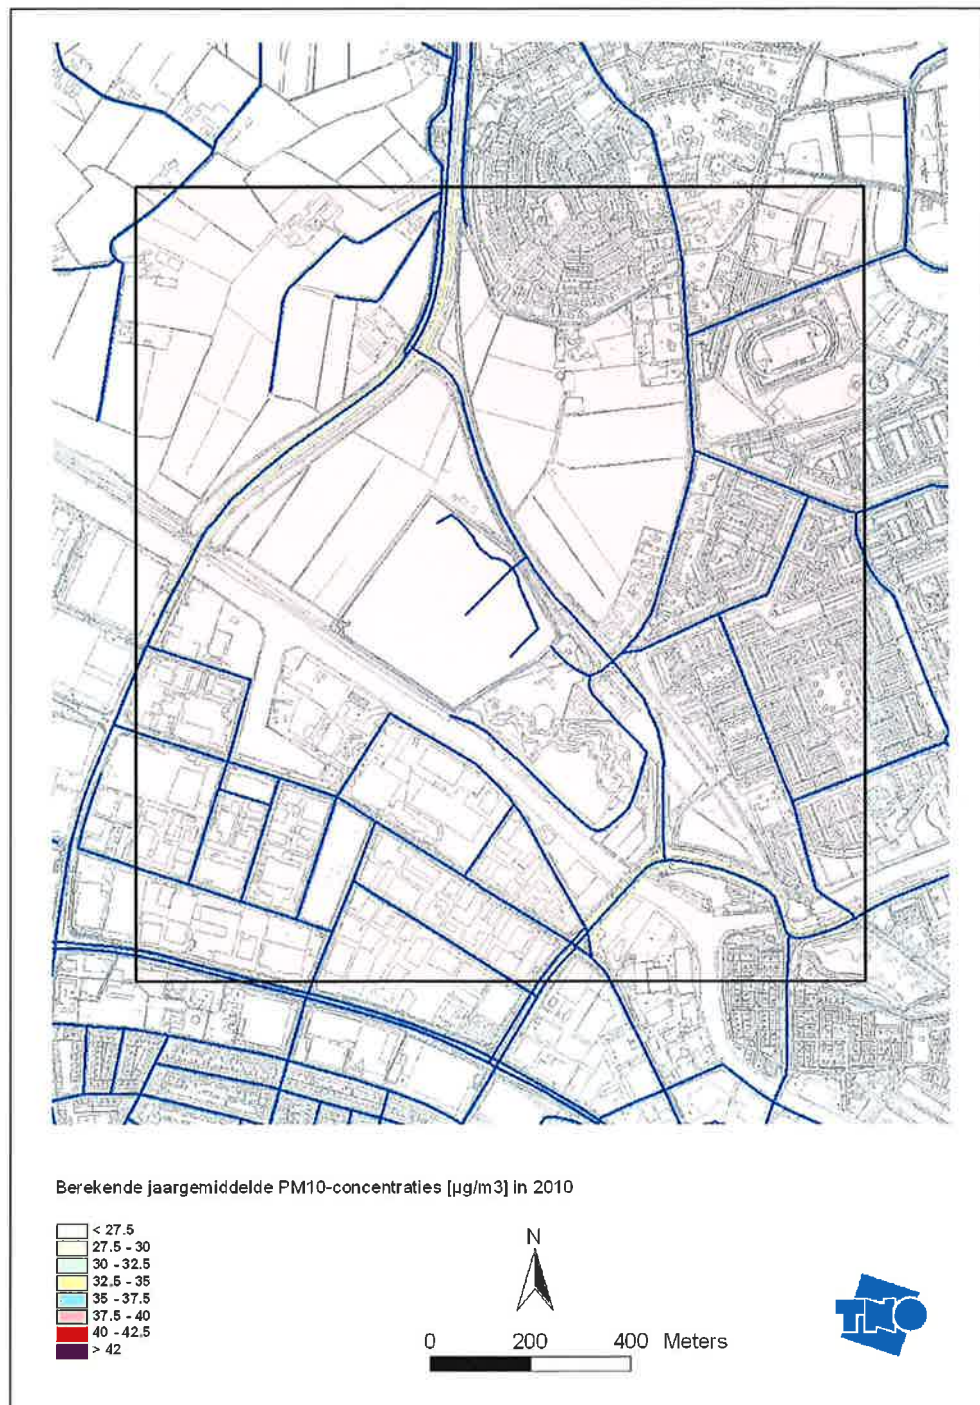 Berekende jaargemiddelde PM10-concentraties [µg/m3] in 2010
< 27.5
27.5 - 30
30 - 32.5
32.5 - 35
35 - 37.5
37.5 - 40
40 - 42.5
> 42
N
0 200 400 Meters
TNO